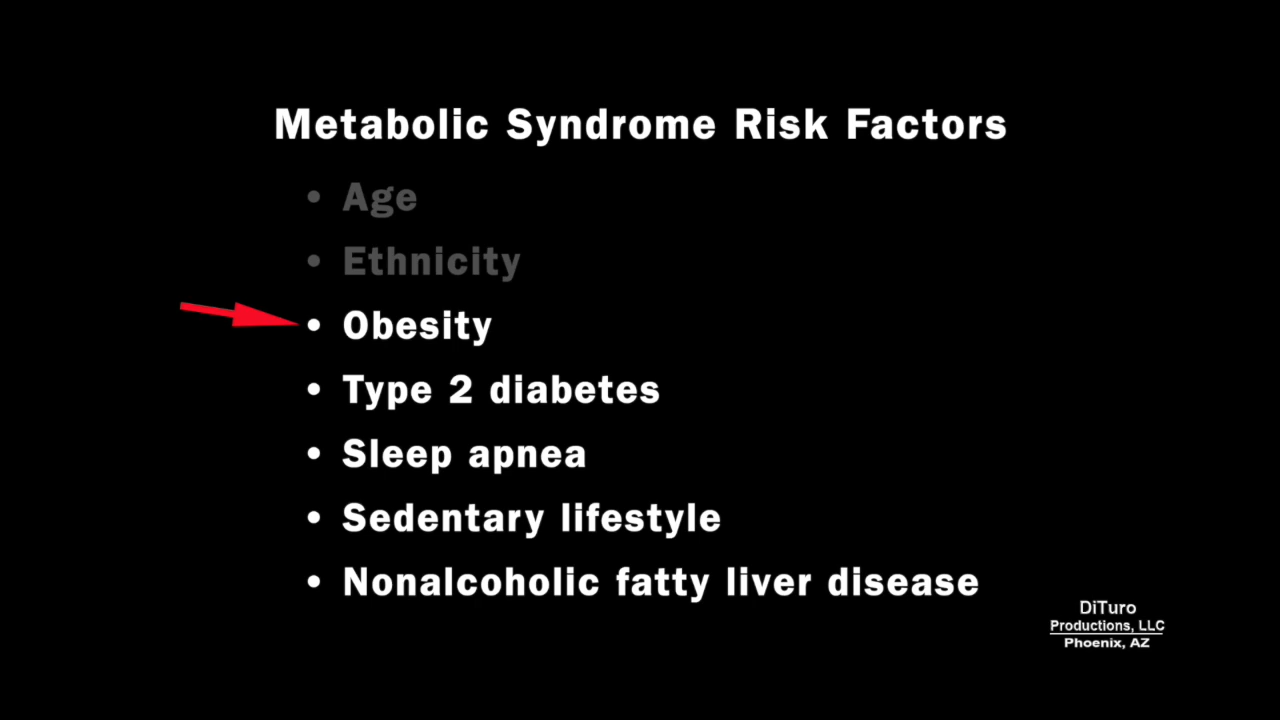 Metabolic Syndrome Risk Factors
• Age
• Ethnicity
• Obesity
• Type 2 diabetes
• Sleep apnea
• Sedentary lifestyle
• Nonalcoholic fatty liver disease
DiTuro
Productions, LLC
Phoenix, AZ